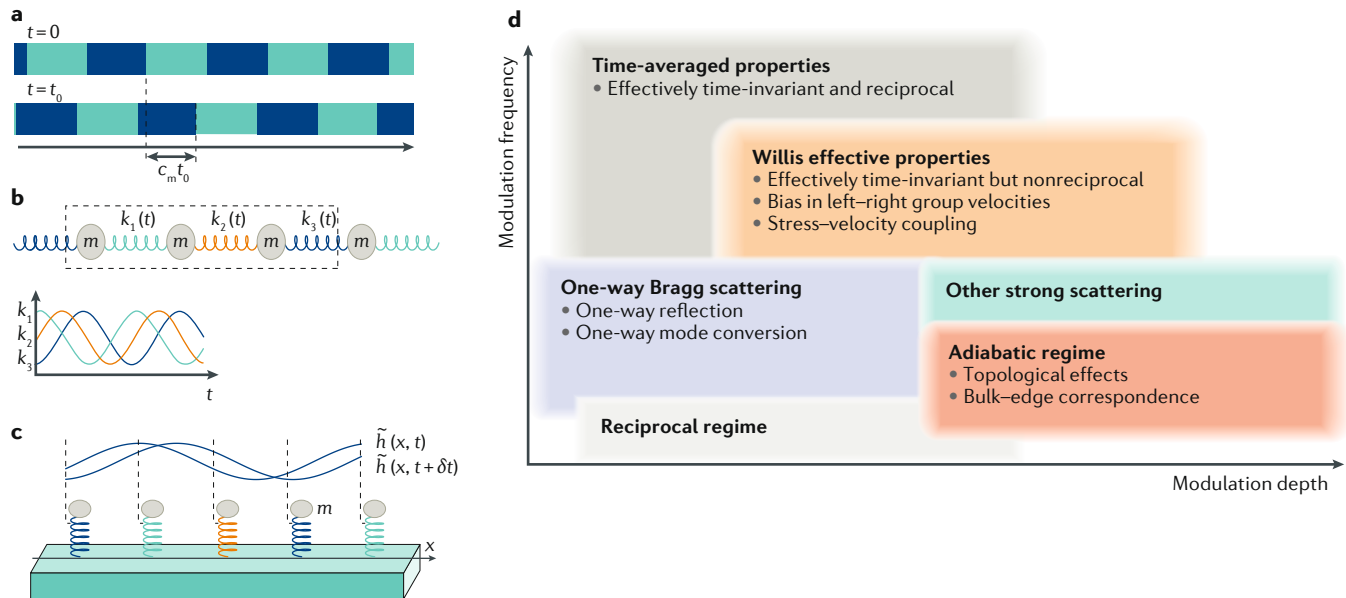 a
t = 0
t = t₀
cₘt₀
b
k₁(t) k₂(t) k₃(t)
m m m m
k₁
k₂
k₃
t
c
h̃ (x, t)
h̃ (x, t + δt)
m
x
d
Modulation frequency
Time-averaged properties
• Effectively time-invariant and reciprocal
Willis effective properties
• Effectively time-invariant but nonreciprocal
• Bias in left–right group velocities
• Stress–velocity coupling
One-way Bragg scattering
• One-way reflection
• One-way mode conversion
Other strong scattering
Adiabatic regime
• Topological effects
• Bulk–edge correspondence
Reciprocal regime
Modulation depth